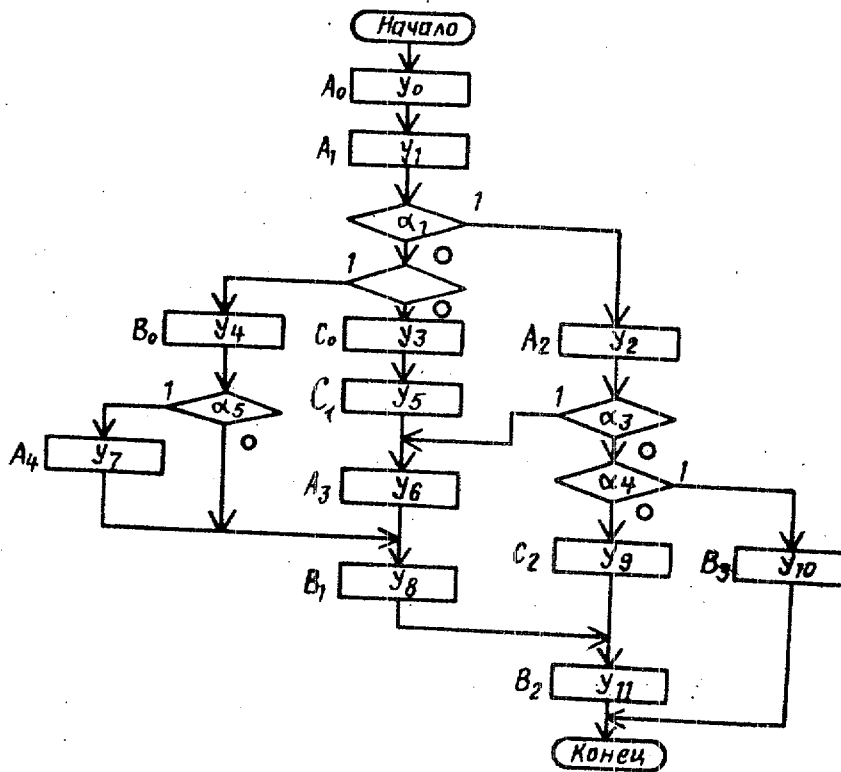 Начало
A₀ y₀
A₁ y₁
α₁ 1
0
1
0
B₀ y₄
C₀ y₃
A₂ y₂
1 α₅
0
C₁ y₅
1 α₃
0
A₄ y₇
A₃ y₆
α₄ 1
0
B₁ y₈
C₂ y₉
B₃ y₁₀
B₂ y₁₁
Конец